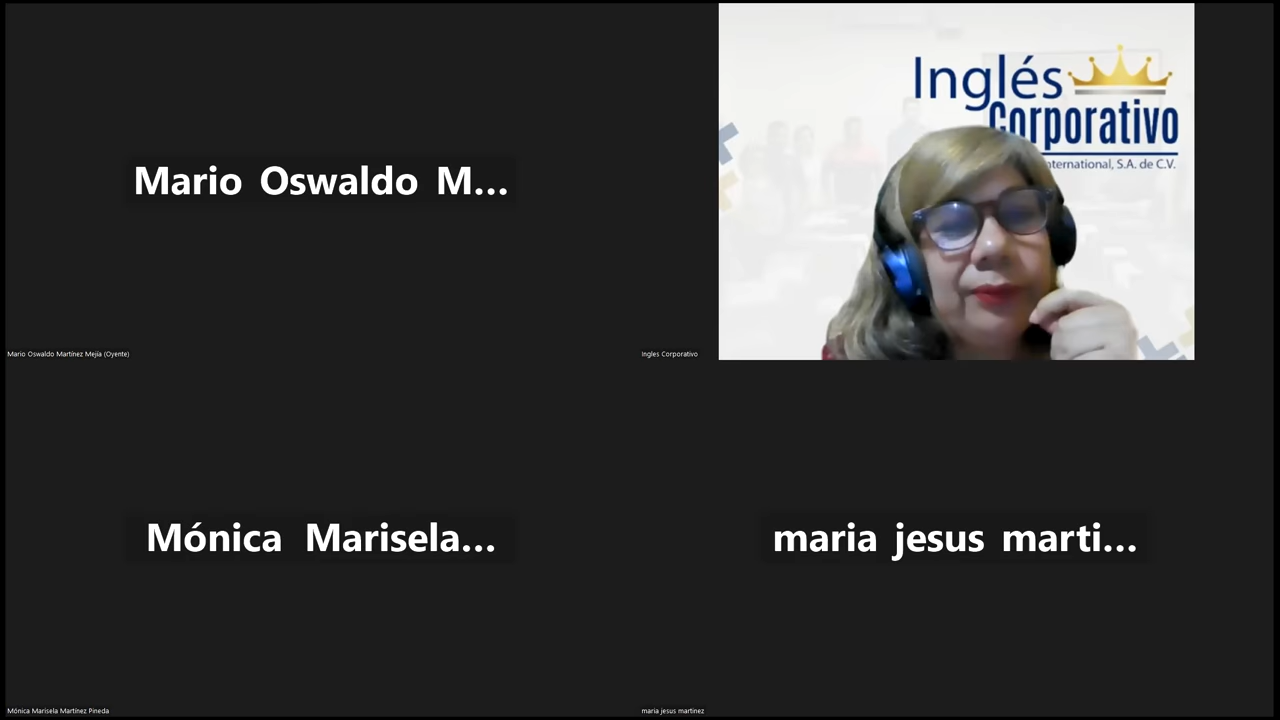 Mario Oswaldo M...
Inglés
Corporativo
nternational, S.A. de C.V.
Mario Oswaldo Martínez Mejía (Oyente)
Ingles Corporativo
Mónica Marisela...
maria jesus marti...
Mónica Marisela Martínez Pineda
maria jesus martinez